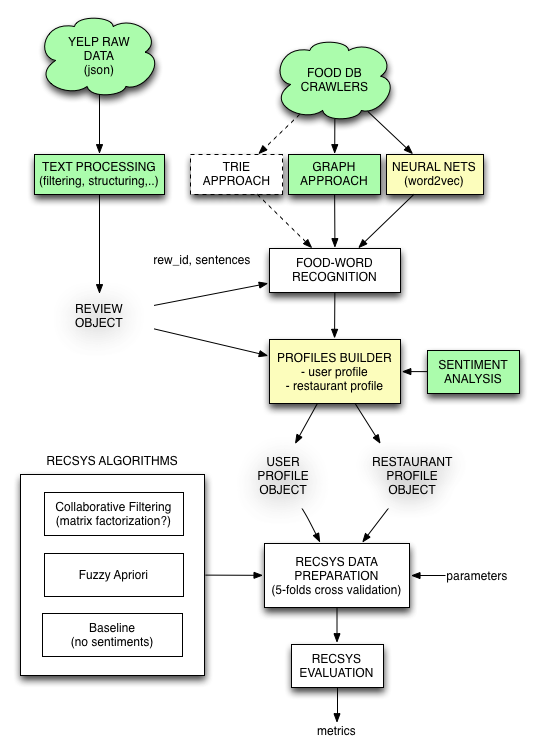 YELP RAW
DATA
(json)
FOOD DB
CRAWLERS
TEXT PROCESSING
(filtering, structuring,..)
TRIE
APPROACH
GRAPH
APPROACH
NEURAL NETS
(word2vec)
rew_id, sentences
FOOD-WORD
RECOGNITION
REVIEW
OBJECT
PROFILES BUILDER
- user profile
- restaurant profile
SENTIMENT
ANALYSIS
USER
PROFILE
OBJECT
RESTAURANT
PROFILE
OBJECT
RECSYS ALGORITHMS
Collaborative Filtering
(matrix factorization?)
Fuzzy Apriori
Baseline
(no sentiments)
RECSYS DATA
PREPARATION
(5-folds cross validation)
parameters
RECSYS
EVALUATION
metrics